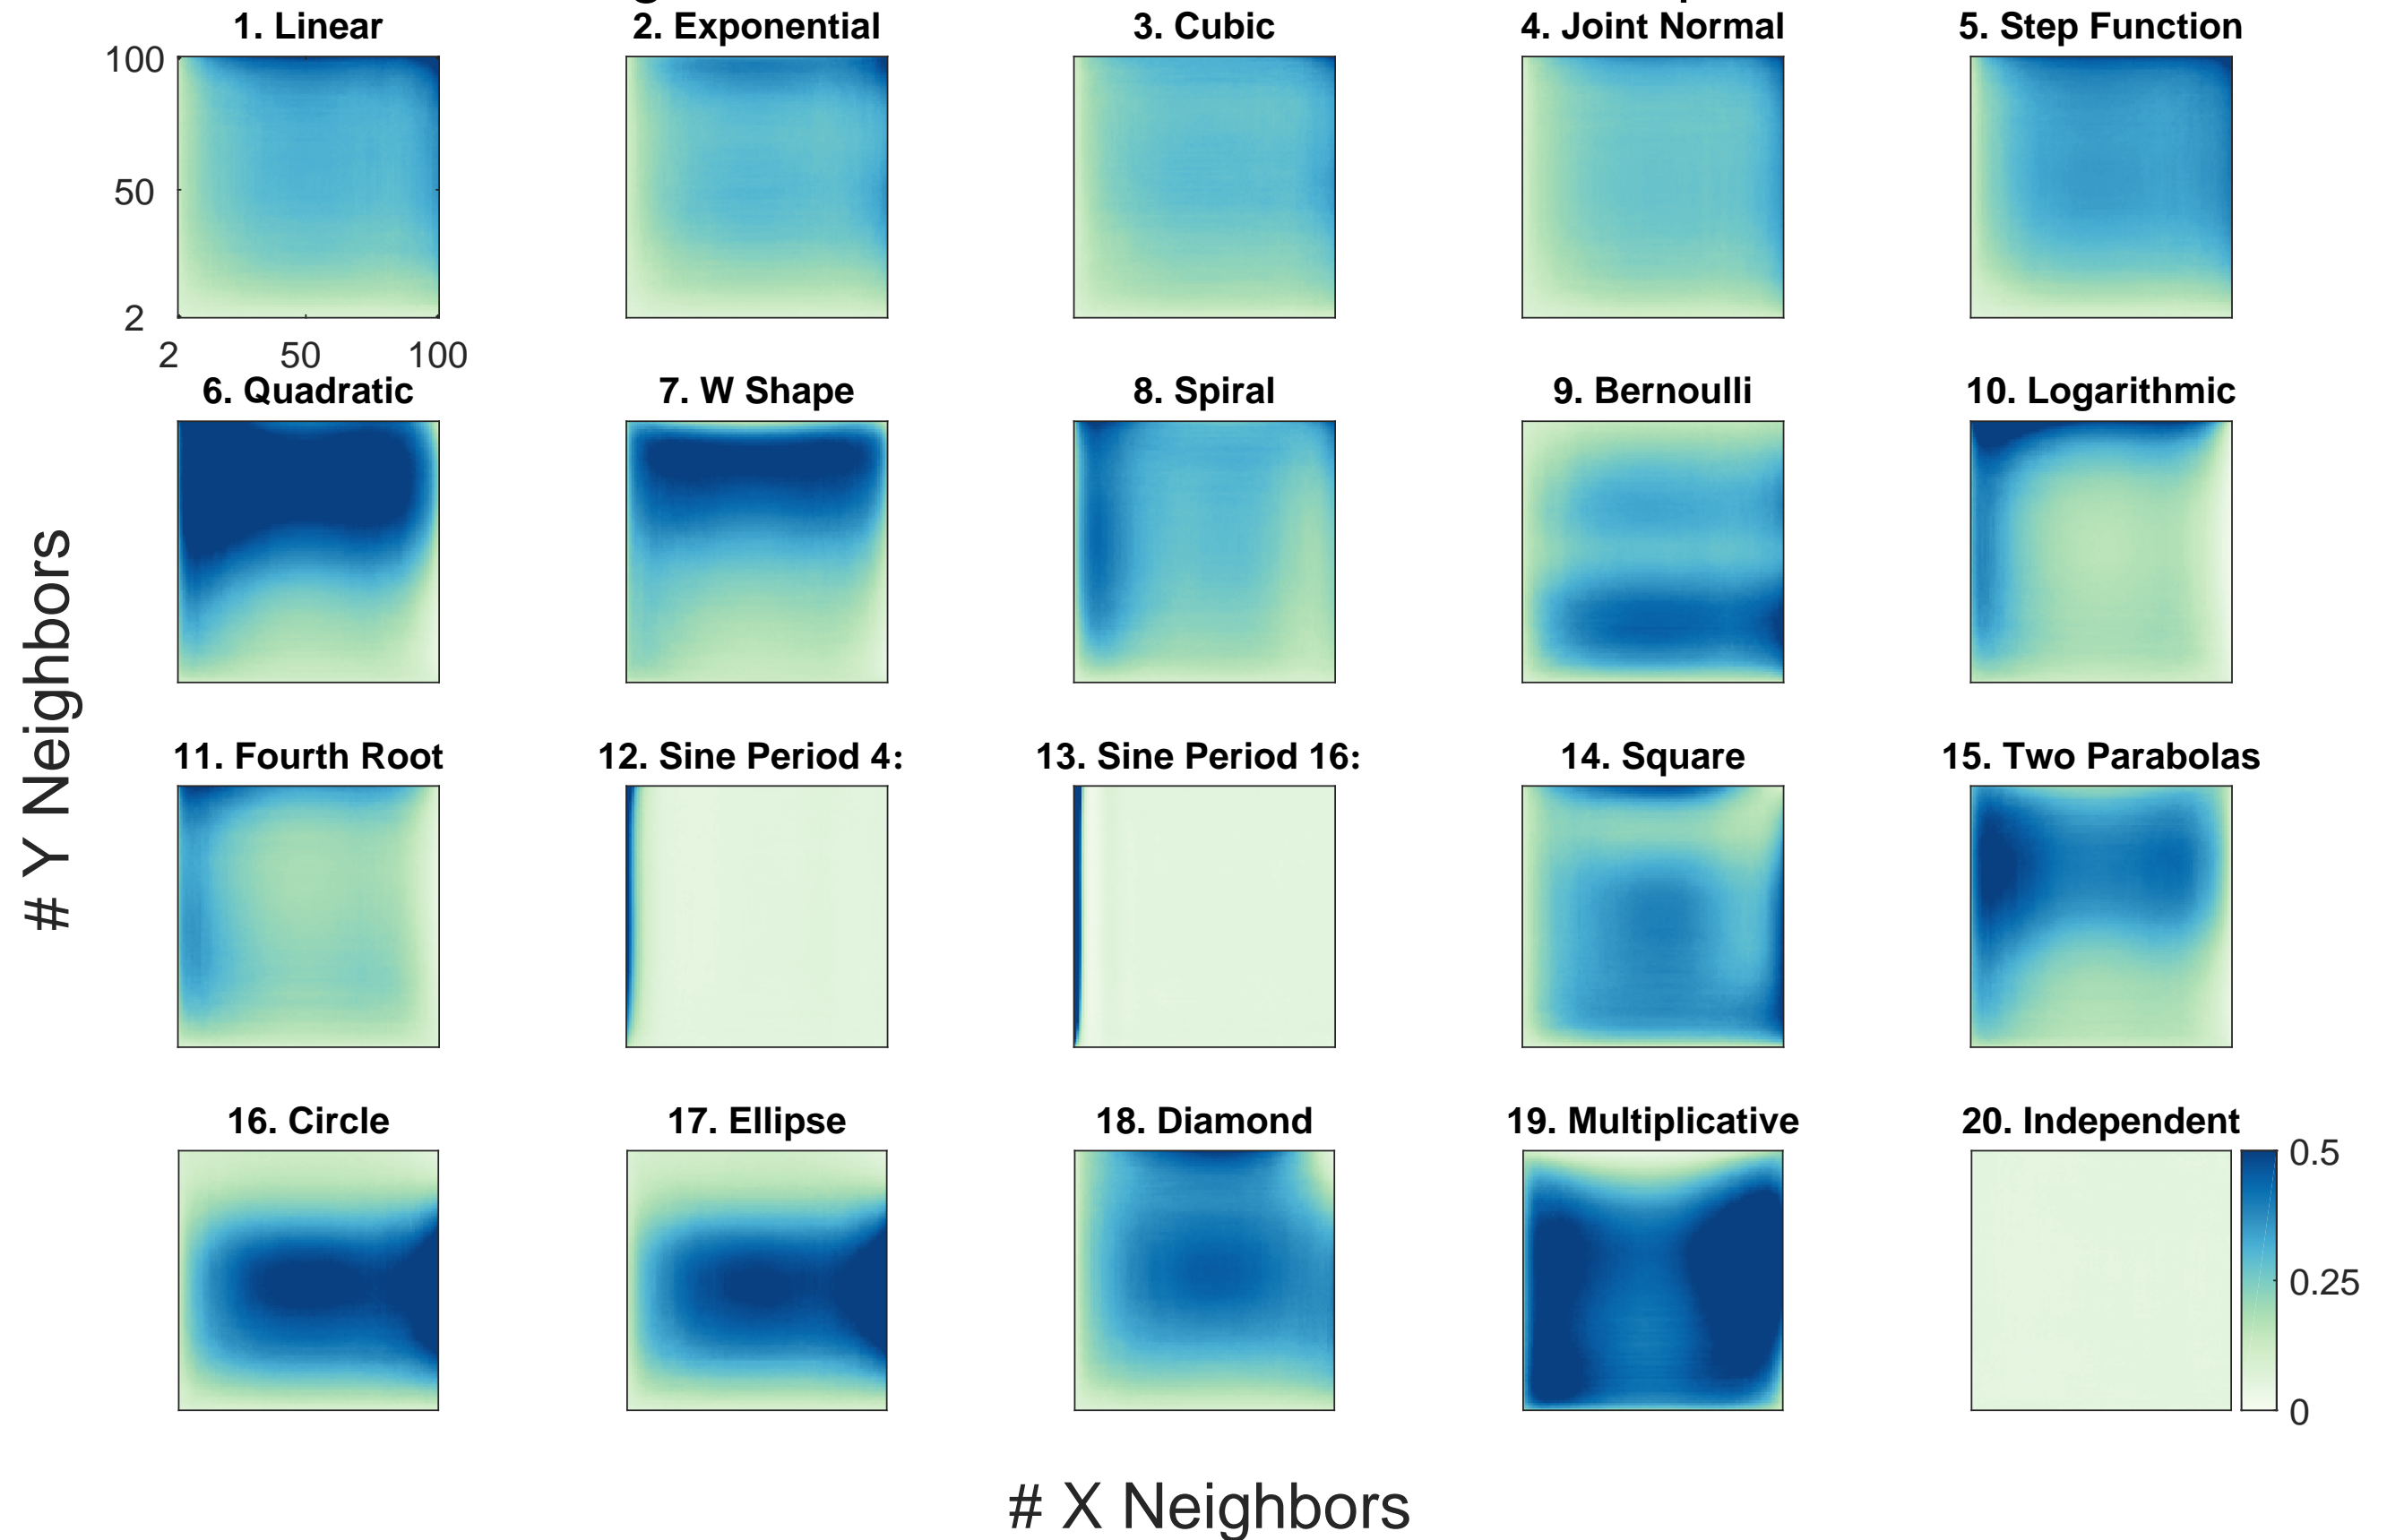 1. Linear
2. Exponential
3. Cubic
4. Joint Normal
5. Step Function
100
50
2
2 50 100
6. Quadratic
7. W Shape
8. Spiral
9. Bernoulli
10. Logarithmic
# Y Neighbors
11. Fourth Root
12. Sine Period 4:
13. Sine Period 16:
14. Square
15. Two Parabolas
16. Circle
17. Ellipse
18. Diamond
19. Multiplicative
20. Independent
0.5
0.25
0
# X Neighbors